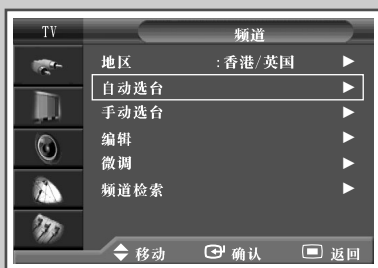 TV 频道
地区 :香港/英国 ▶
自动选台 ▶
手动选台 ▶
编辑 ▶
微调 ▶
频道检索 ▶
移动 确认 返回